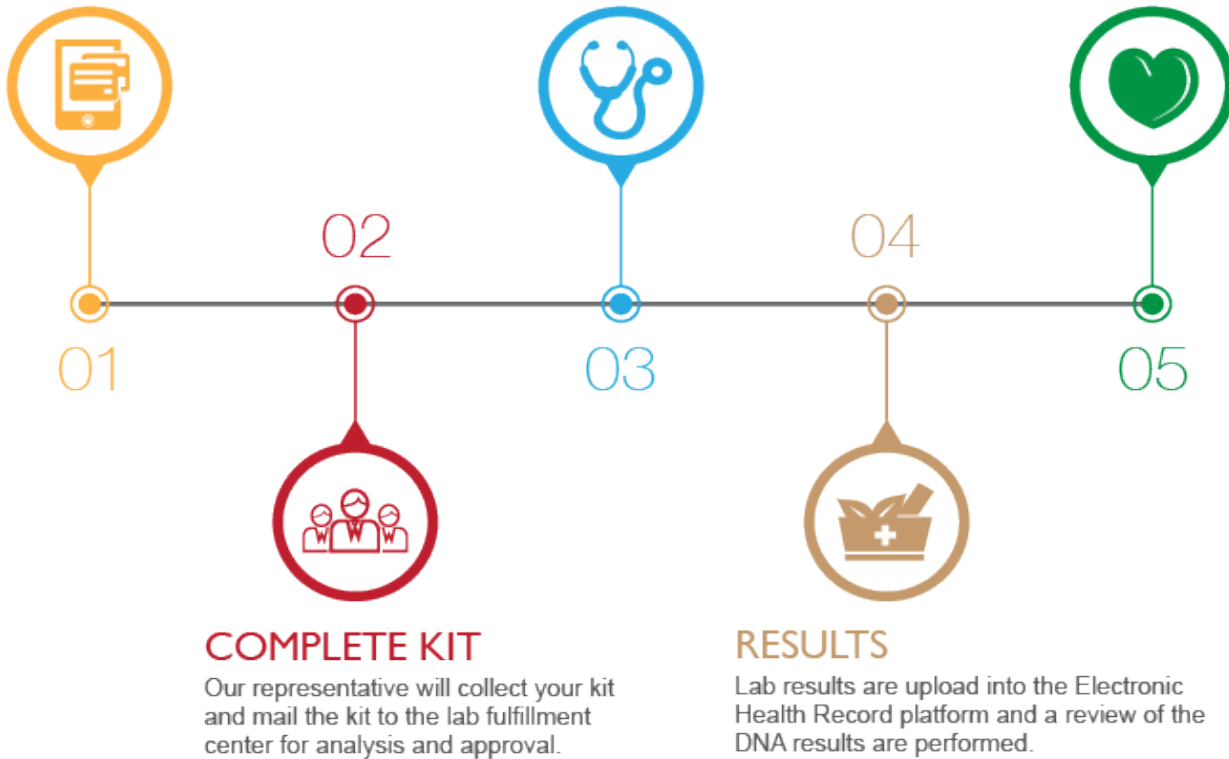 02
04
01
03
05
COMPLETE KIT
Our representative will collect your kit
and mail the kit to the lab fulfillment
center for analysis and approval.
RESULTS
Lab results are upload into the Electronic
Health Record platform and a review of the
DNA results are performed.